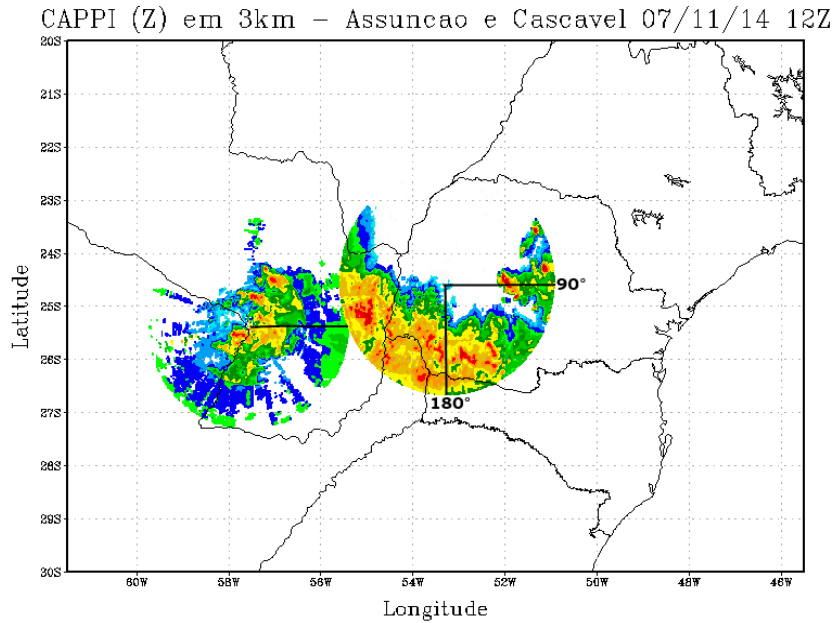 CAPPI (Z) em 3km – Assuncao e Cascavel 07/11/14 12Z
20S
21S
22S
23S
24S
90°
25S
26S
27S
180°
28S
29S
30S
Latitude
60W 58W 56W 54W 52W 50W 48W 46W
Longitude